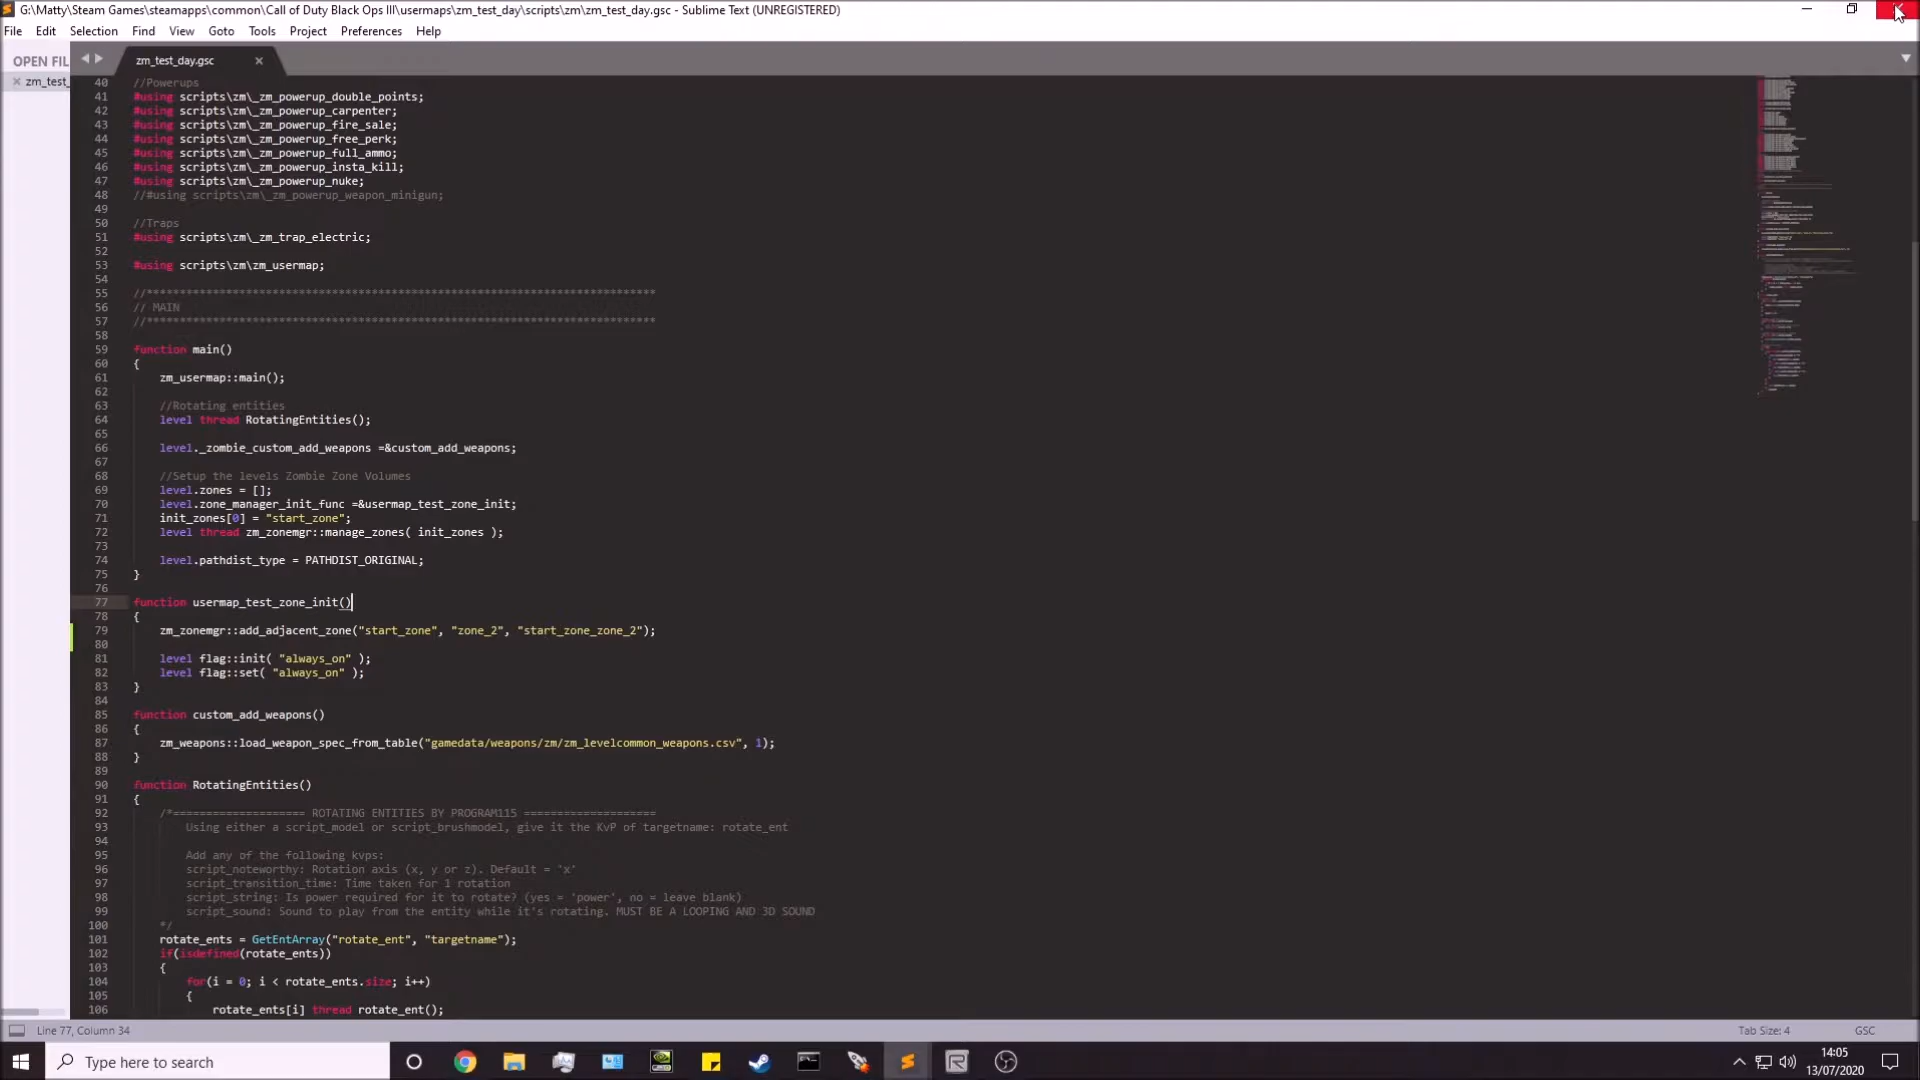 G:\Matty\Steam Games\steamapps\common\Call of Duty Black Ops III\usermaps\zm_test_day\scripts\zm\zm_test_day.gsc - Sublime Text (UNREGISTERED)
File Edit Selection Find View Goto Tools Project Preferences Help
OPEN FIL
zm_test_day.gsc
zm_test_
40 //Powerups
41 #using scripts\zm\_zm_powerup_double_points;
42 #using scripts\zm\_zm_powerup_carpenter;
43 #using scripts\zm\_zm_powerup_fire_sale;
44 #using scripts\zm\_zm_powerup_free_perk;
45 #using scripts\zm\_zm_powerup_full_ammo;
46 #using scripts\zm\_zm_powerup_insta_kill;
47 #using scripts\zm\_zm_powerup_nuke;
48 //#using scripts\zm\_zm_powerup_weapon_minigun;
49
50 //Traps
51 #using scripts\zm\_zm_trap_electric;
52
53 #using scripts\zm\zm_usermap;
54
55 //*****************************************************************************
56 // MAIN
57 //*****************************************************************************
58
59 function main()
60 {
61 zm_usermap::main();
62
63 //Rotating entities
64 level thread RotatingEntities();
65
66 level._zombie_custom_add_weapons =&custom_add_weapons;
67
68 //Setup the levels Zombie Zone Volumes
69 level.zones = [];
70 level.zone_manager_init_func =&usermap_test_zone_init;
71 init_zones[0] = "start_zone";
72 level thread zm_zonemgr::manage_zones( init_zones );
73
74 level.pathdist_type = PATHDIST_ORIGINAL;
75 }
76
77 function usermap_test_zone_init()
78 {
79 zm_zonemgr::add_adjacent_zone("start_zone", "zone_2", "start_zone_zone_2");
80
81 level flag::init( "always_on" );
82 level flag::set( "always_on" );
83 }
84
85 function custom_add_weapons()
86 {
87 zm_weapons::load_weapon_spec_from_table("gamedata/weapons/zm/zm_levelcommon_weapons.csv", 1);
88 }
89
90 function RotatingEntities()
91 {
92 /*==================== ROTATING ENTITIES BY PROGRAM115 ====================
93 Using either a script_model or script_brushmodel, give it the KvP of targetname: rotate_ent
94
95 Add any of the following kvps:
96 script_noteworthy: Rotation axis (x, y or z). Default = 'x'
97 script_transition_time: Time taken for 1 rotation
98 script_string: Is power required for it to rotate? (yes = 'power', no = leave blank)
99 script_sound: Sound to play from the entity while it's rotating. MUST BE A LOOPING AND 3D SOUND
100 */
101 rotate_ents = GetEntArray("rotate_ent", "targetname");
102 if(isdefined(rotate_ents))
103 {
104 for(i = 0; i < rotate_ents.size; i++)
105 {
106 rotate_ents[i] thread rotate_ent();
Line 77, Column 34
Tab Size: 4
GSC
Type here to search
14:05
13/07/2020